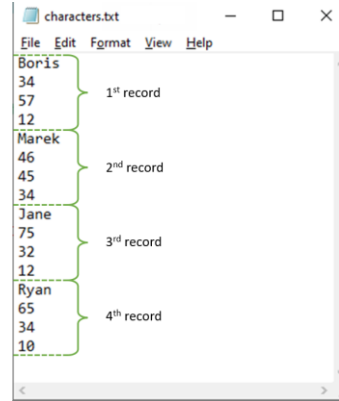 characters.txt
File Edit Format View Help
Boris
34
57
12
1st record
Marek
46
45
34
2nd record
Jane
75
32
12
3rd record
Ryan
65
34
10
4th record